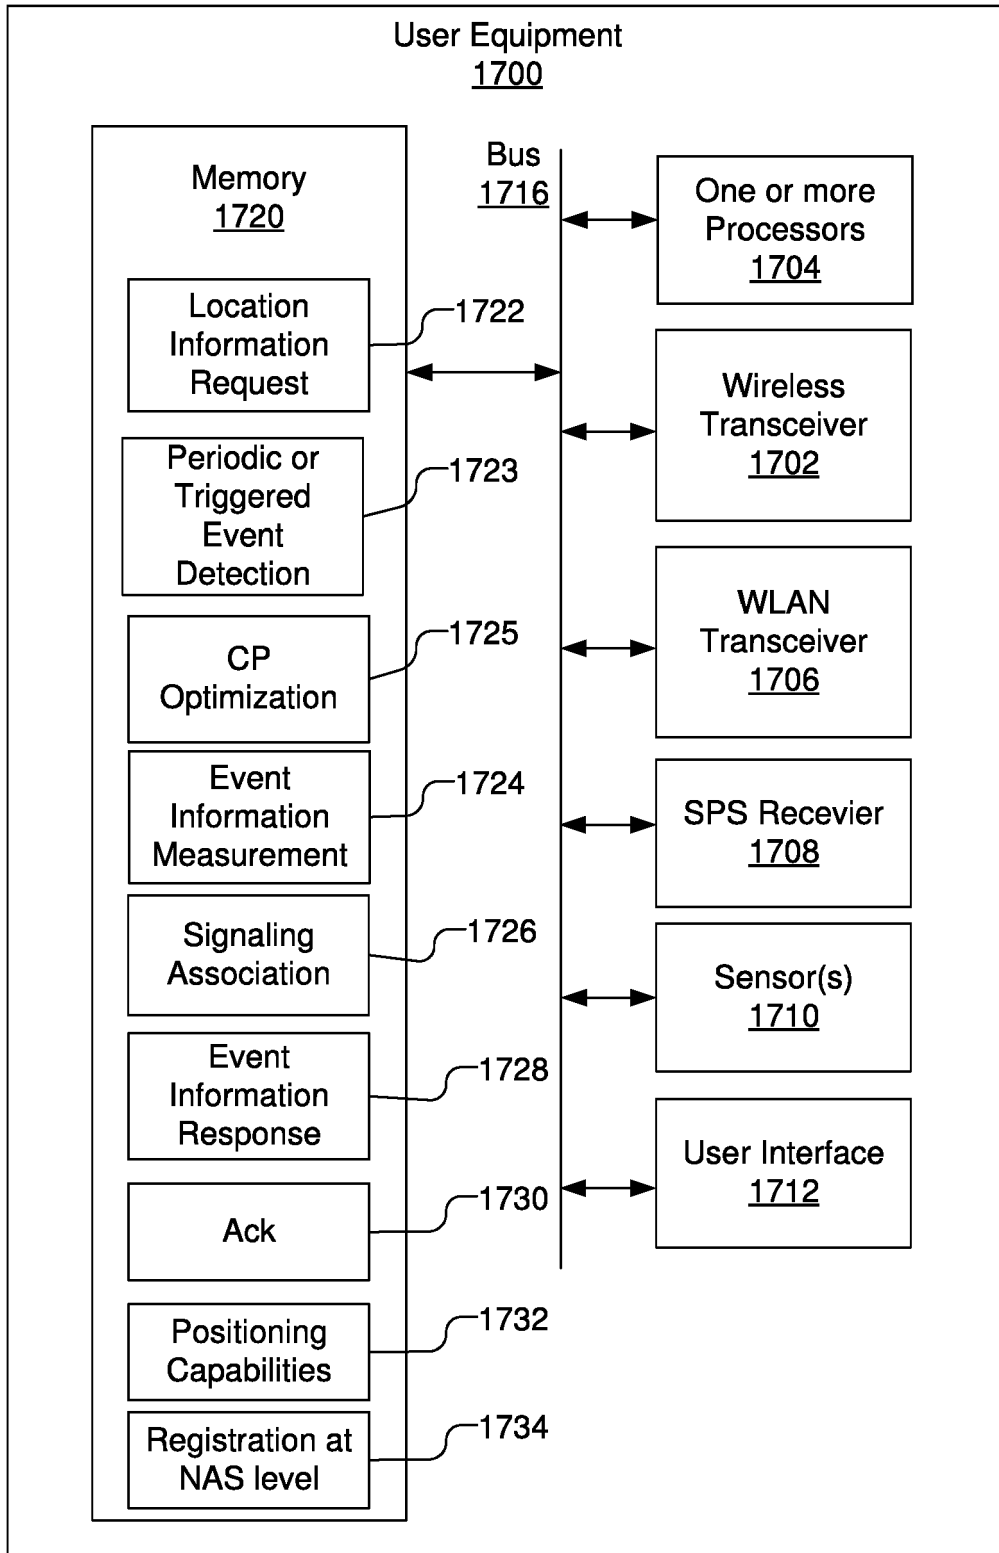 User Equipment
1700
Memory
1720
Location
Information
Request
1722
Periodic or
Triggered
Event
Detection
1723
CP
Optimization
1725
Event
Information
Measurement
1724
Signaling
Association
1726
Event
Information
Response
1728
Ack
1730
Positioning
Capabilities
1732
Registration at
NAS level
1734
Bus
1716
One or more
Processors
1704
Wireless
Transceiver
1702
WLAN
Transceiver
1706
SPS Recevier
1708
Sensor(s)
1710
User Interface
1712